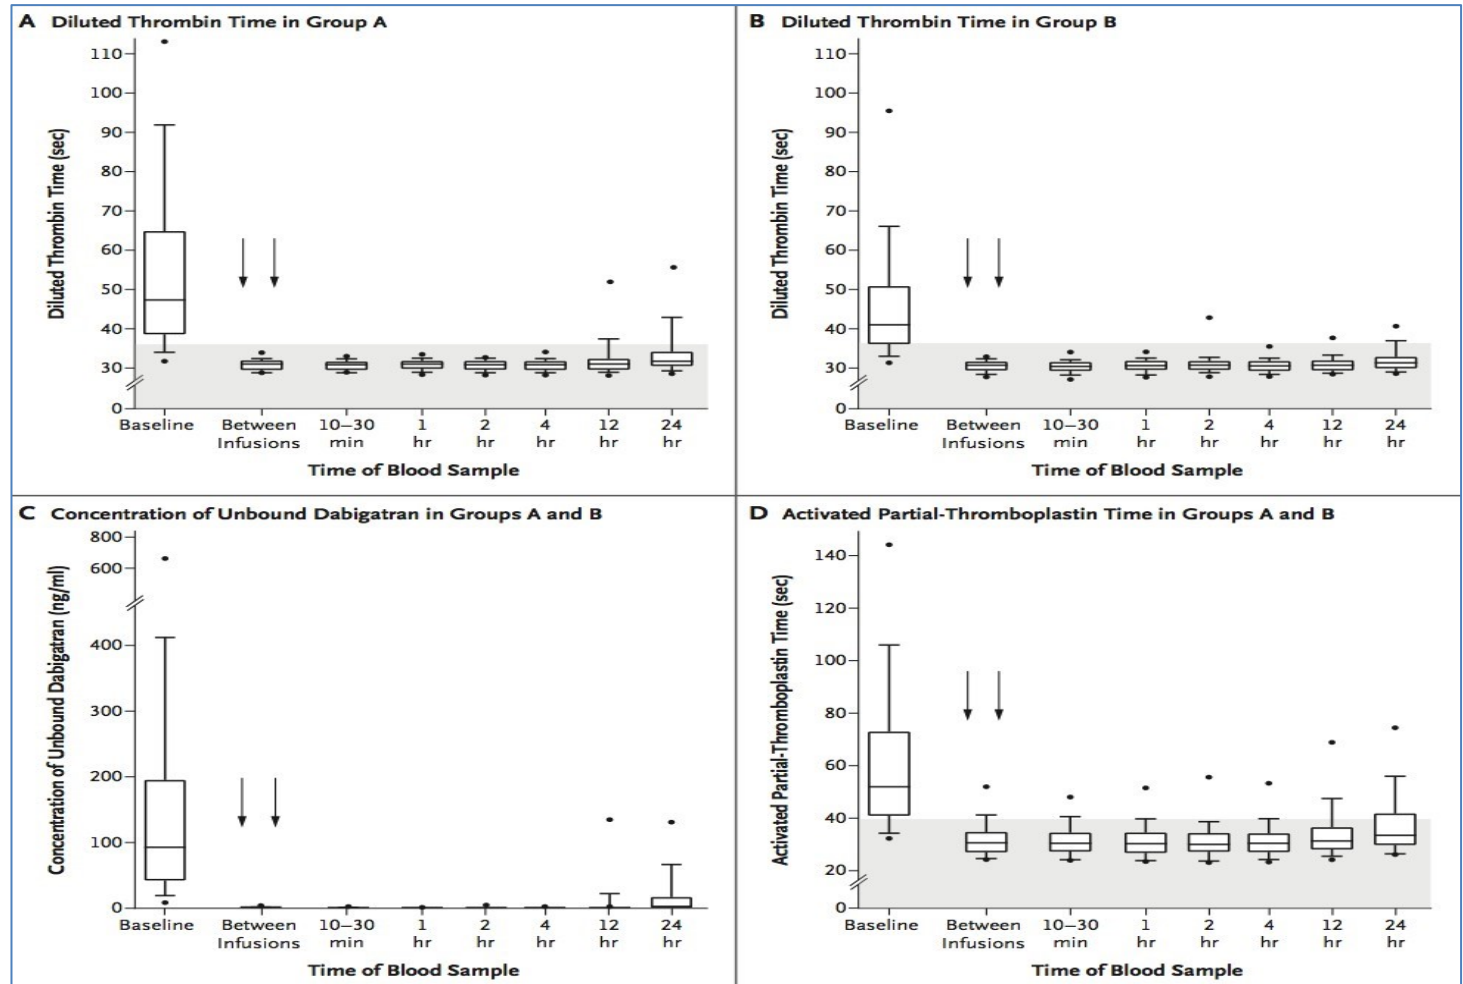 A Diluted Thrombin Time in Group A
Diluted Thrombin Time (sec)
110
100
90
80
70
60
50
40
30
0
Baseline Between Infusions 10–30 min 1 hr 2 hr 4 hr 12 hr 24 hr
Time of Blood Sample
B Diluted Thrombin Time in Group B
Diluted Thrombin Time (sec)
110
100
90
80
70
60
50
40
30
0
Baseline Between Infusions 10–30 min 1 hr 2 hr 4 hr 12 hr 24 hr
Time of Blood Sample
C Concentration of Unbound Dabigatran in Groups A and B
Concentration of Unbound Dabigatran (ng/ml)
800
600
400
300
200
100
0
Baseline Between Infusions 10–30 min 1 hr 2 hr 4 hr 12 hr 24 hr
Time of Blood Sample
D Activated Partial-Thromboplastin Time in Groups A and B
Activated Partial-Thromboplastin Time (sec)
140
120
100
80
60
40
20
0
Baseline Between Infusions 10–30 min 1 hr 2 hr 4 hr 12 hr 24 hr
Time of Blood Sample